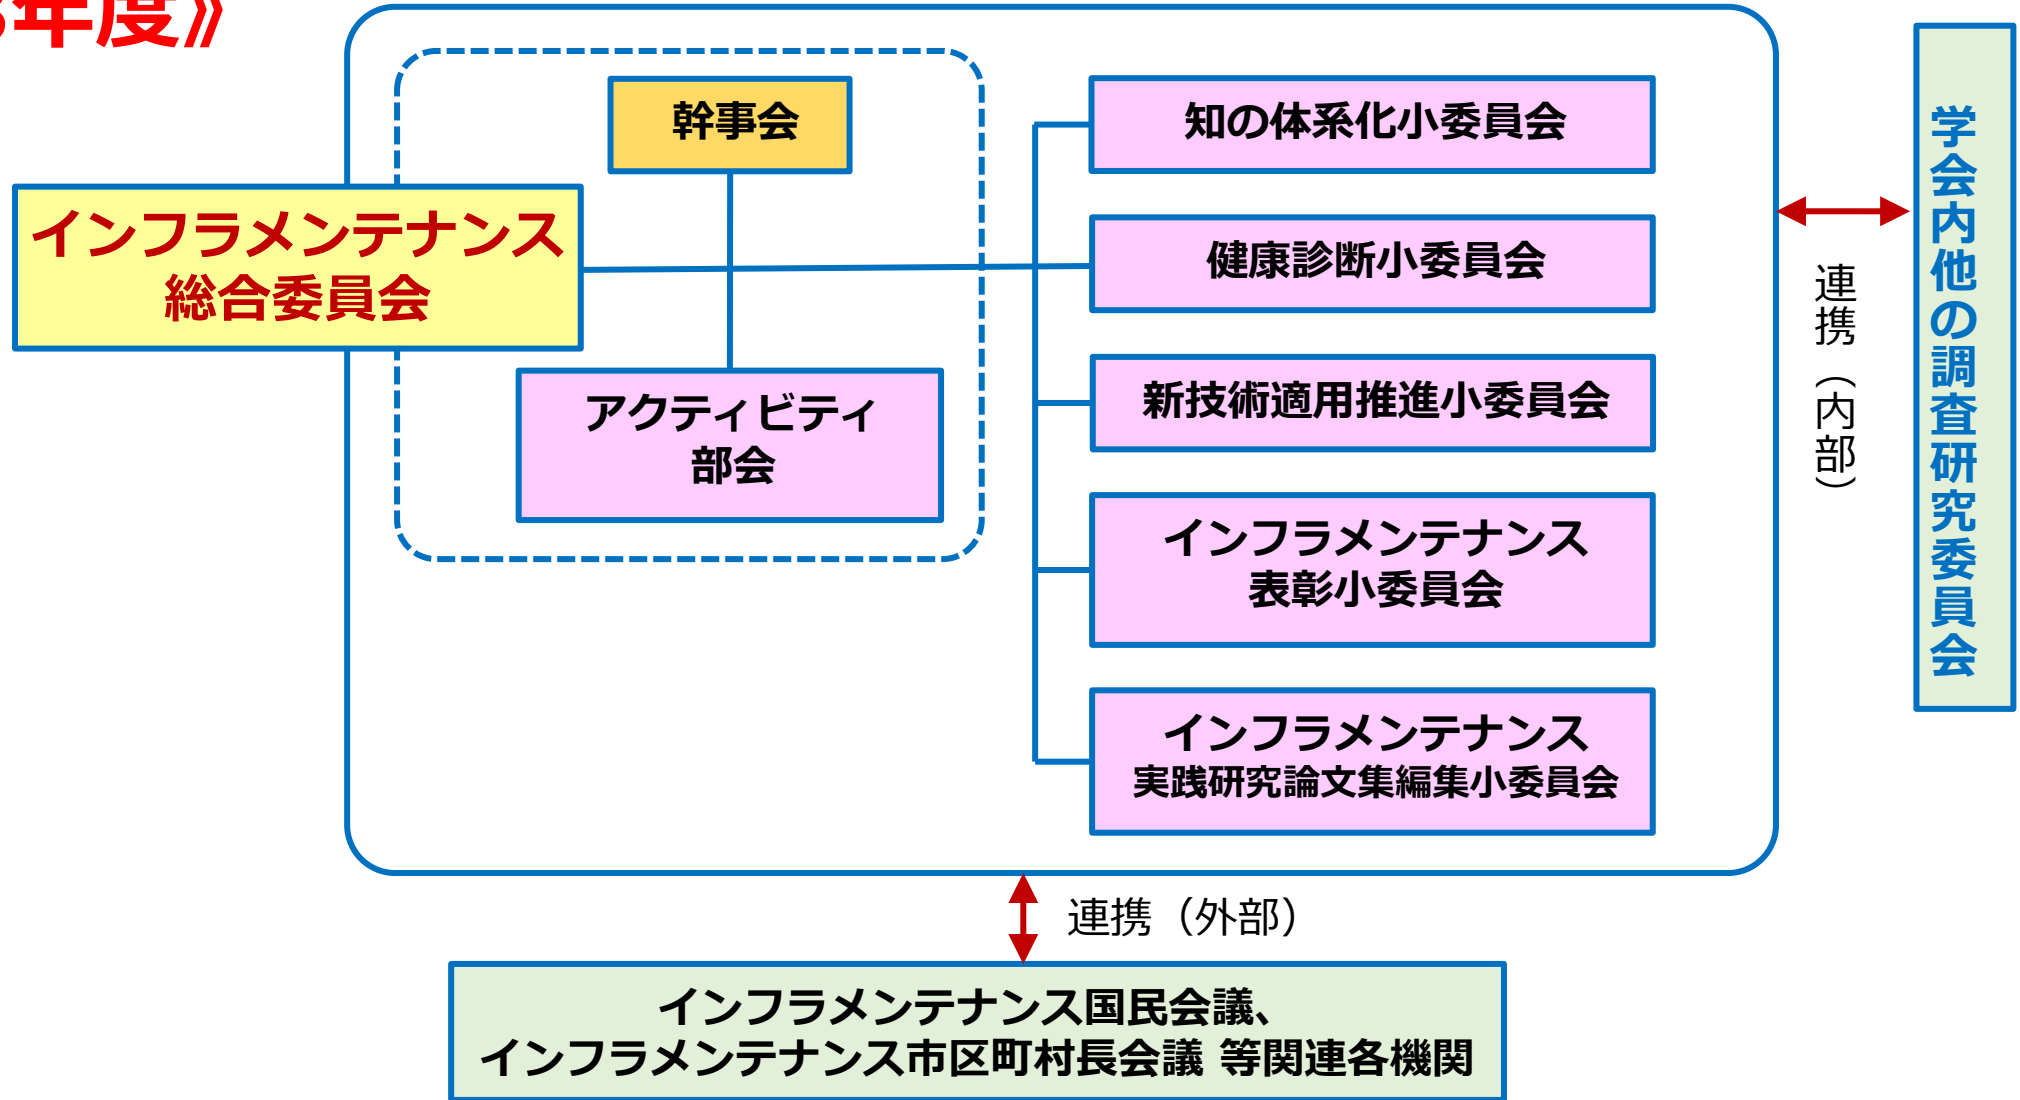 年度》
幹事会
インフラメンテナンス
総合委員会
アクティビティ
部会
知の体系化小委員会
健康診断小委員会
新技術適用推進小委員会
インフラメンテナンス
表彰小委員会
インフラメンテナンス
実践研究論文集編集小委員会
連携（内部）
学会内他の調査研究委員会
連携（外部）
インフラメンテナンス国民会議、
インフラメンテナンス市区町村長会議 等関連各機関